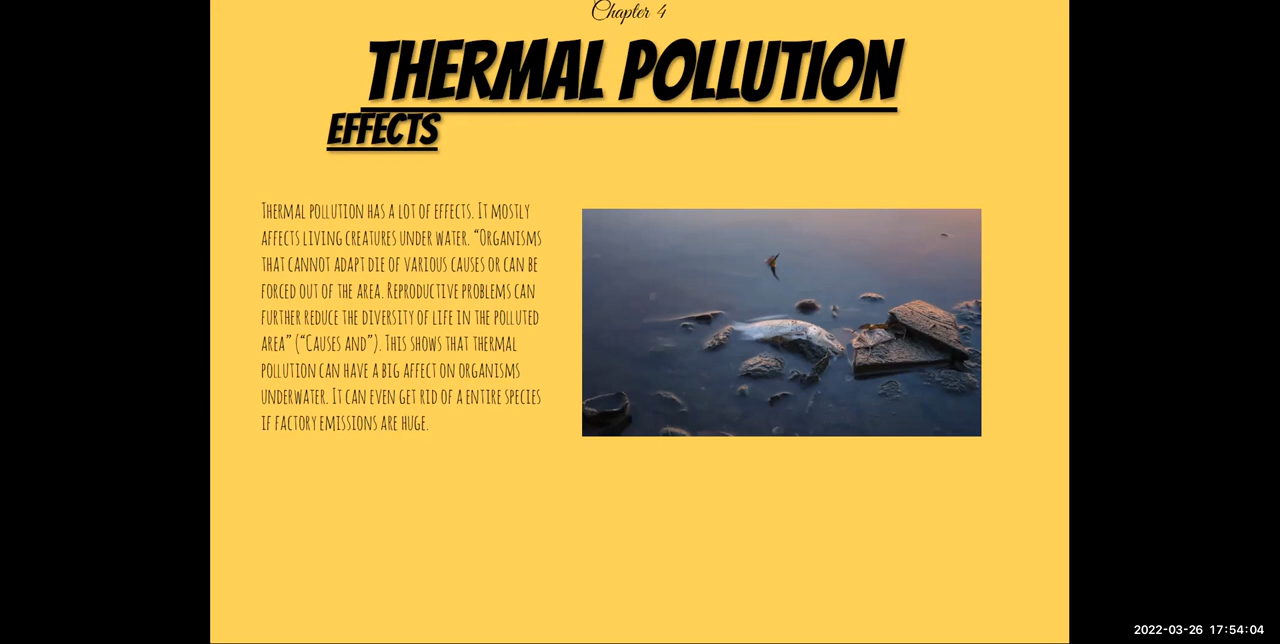 Chapter 4
THERMAL POLLUTION
EFFECTS
Thermal pollution has a lot of effects. It mostly
affects living creatures under water. “Organisms
that cannot adapt die of various causes or can be
forced out of the area. Reproductive problems can
further reduce the diversity of life in the polluted
area” (“Causes and”). This shows that thermal
pollution can have a big affect on organisms
underwater. It can even get rid of a entire species
if factory emissions are huge.
2022-03-26 17:54:04